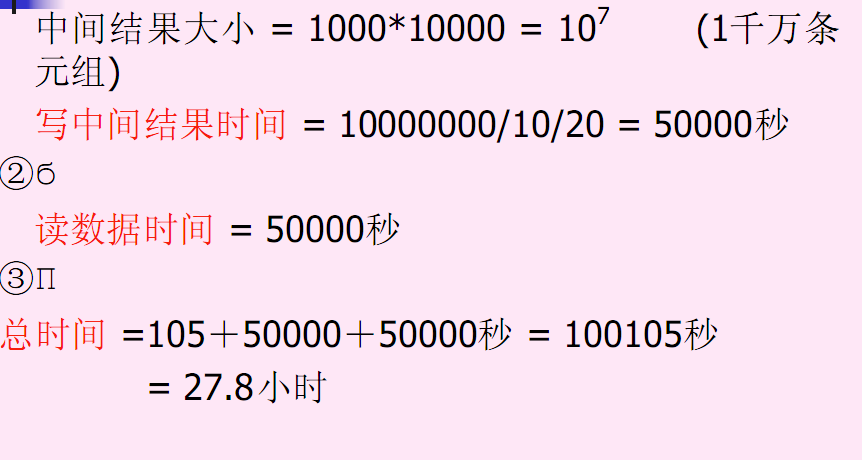 中间结果大小 = 1000*10000 = 10⁷ (1千万条
元组)
写中间结果时间 = 10000000/10/20 = 50000秒
②б
读数据时间 = 50000秒
③П
总时间 =105＋50000＋50000秒 = 100105秒
= 27.8小时